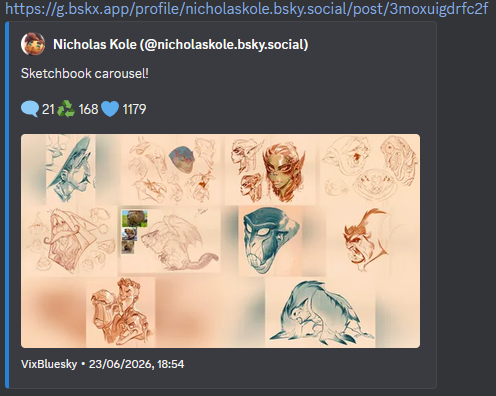 https://g.bskx.app/profile/nicholaskole.bsky.social/post/3moxuigdrfc2f
Nicholas Kole (@nicholaskole.bsky.social)
Sketchbook carousel!
💬 21 ♻️ 168 💙 1179
VixBluesky • 23/06/2026, 18:54